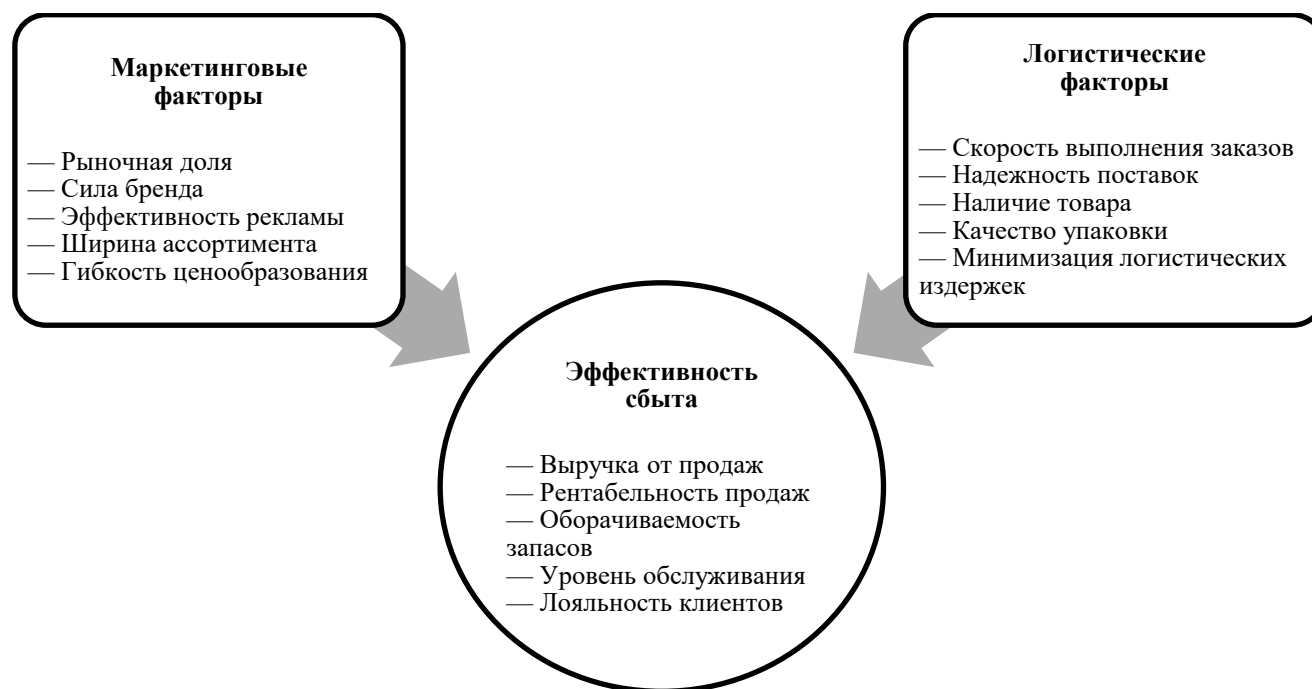 Маркетинговые
факторы
— Рыночная доля
— Сила бренда
— Эффективность рекламы
— Ширина ассортимента
— Гибкость ценообразования
Логистические
факторы
— Скорость выполнения заказов
— Надежность поставок
— Наличие товара
— Качество упаковки
— Минимизация логистических
издержек
Эффективность
сбыта
— Выручка от продаж
— Рентабельность продаж
— Оборачиваемость
запасов
— Уровень обслуживания
— Лояльность клиентов